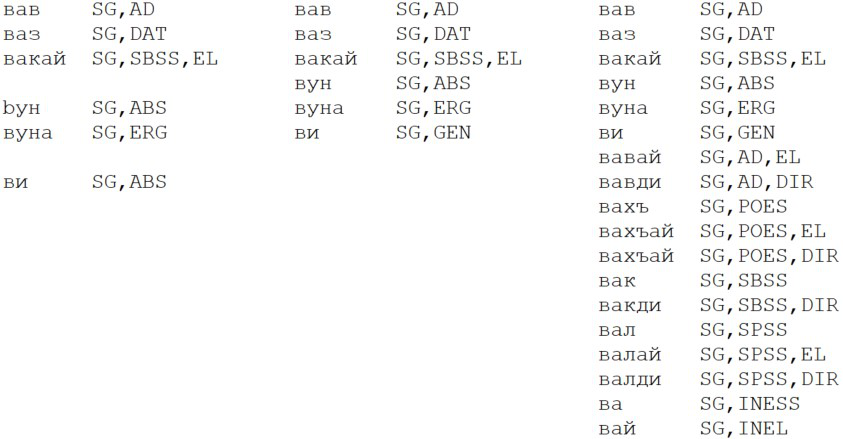 вав SG,AD
ваз SG,DAT
вакай SG,SBSS,EL
bун SG,ABS
вуна SG,ERG
ви SG,ABS
вав SG,AD
ваз SG,DAT
вакай SG,SBSS,EL
вун SG,ABS
вуна SG,ERG
ви SG,GEN
вав SG,AD
ваз SG,DAT
вакай SG,SBSS,EL
вун SG,ABS
вуна SG,ERG
ви SG,GEN
вавай SG,AD,EL
вавди SG,AD,DIR
вахъ SG,POES
вахъай SG,POES,EL
вахъай SG,POES,DIR
вак SG,SBSS
вакди SG,SBSS,DIR
вал SG,SPSS
валай SG,SPSS,EL
валди SG,SPSS,DIR
ва SG,INESS
вай SG,INEL